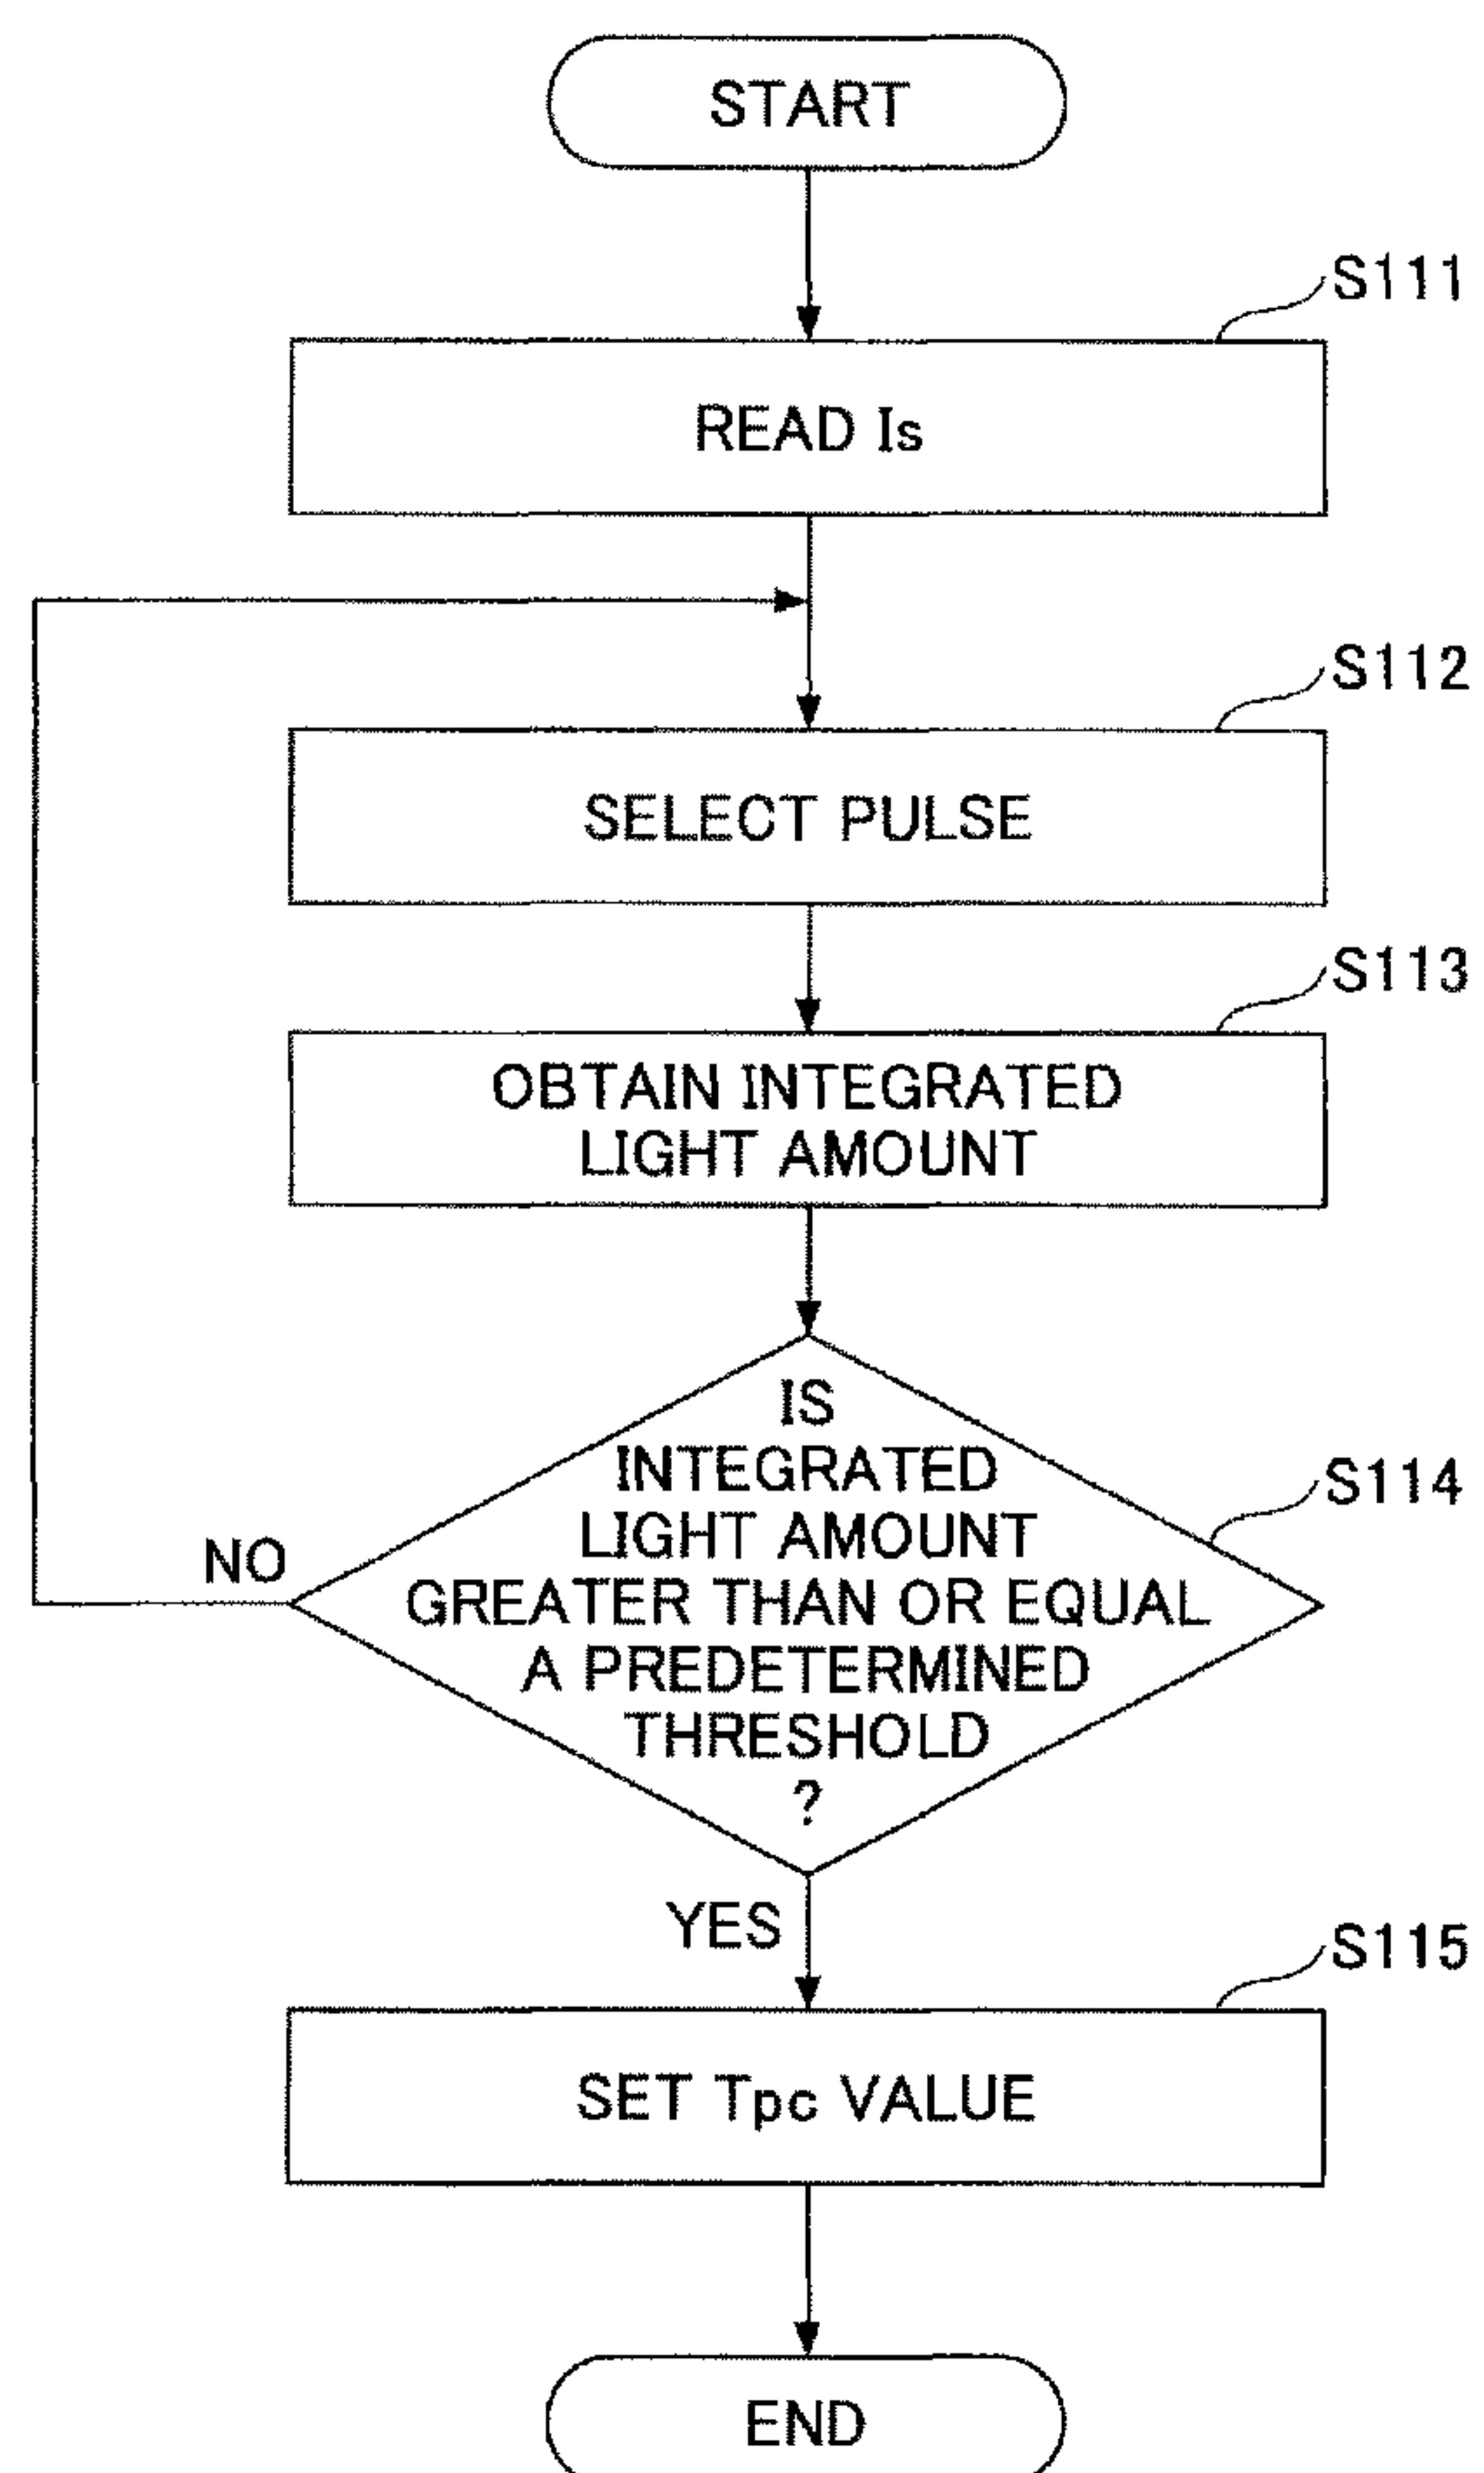 START
S111
READ Is
S112
SELECT PULSE
S113
OBTAIN INTEGRATED
LIGHT AMOUNT
IS
INTEGRATED
LIGHT AMOUNT
GREATER THAN OR EQUAL
A PREDETERMINED
THRESHOLD
?
S114
NO
YES
S115
SET Tpc VALUE
END